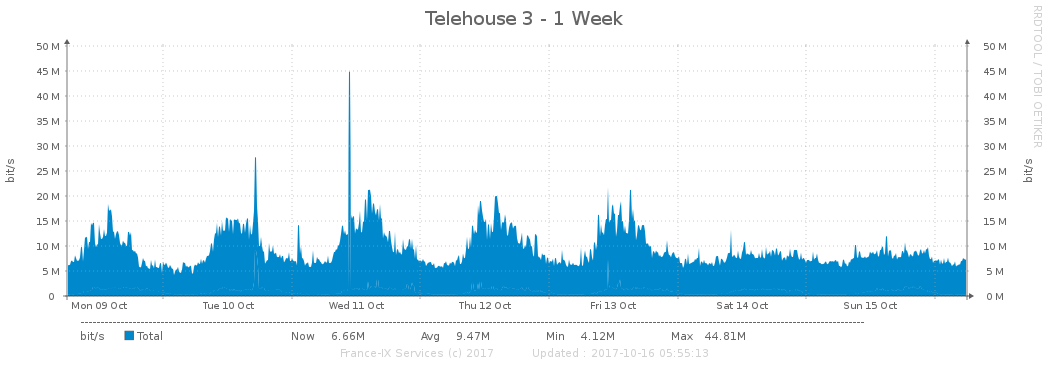 Telehouse 3 - 1 Week
RRDTOOL / TOBI OETIKER
50 M 50 M
45 M 45 M
40 M 40 M
35 M 35 M
30 M 30 M
25 M 25 M
20 M 20 M
15 M 15 M
10 M 10 M
5 M 5 M
0 0 M
bit/s
bit/s
Mon 09 Oct Tue 10 Oct Wed 11 Oct Thu 12 Oct Fri 13 Oct Sat 14 Oct Sun 15 Oct
bit/s Total Now 6.66M Avg 9.47M Min 4.12M Max 44.81M
France-IX Services (c) 2017 Updated : 2017-10-16 05:55:13